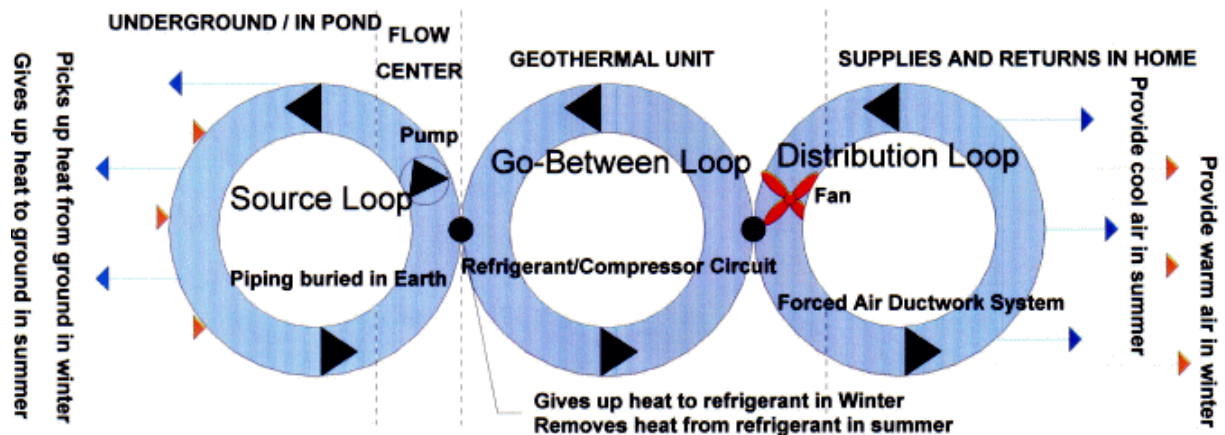 UNDERGROUND / IN POND
FLOW
CENTER
GEOTHERMAL UNIT
SUPPLIES AND RETURNS IN HOME
Picks up heat from ground in winter
Gives up heat to ground in summer
Pump
Source Loop
Piping buried in Earth
Go-Between Loop
Refrigerant/Compressor Circuit
Distribution Loop
Fan
Forced Air Ductwork System
Provide cool air in summer
Provide warm air in winter
Gives up heat to refrigerant in Winter
Removes heat from refrigerant in summer